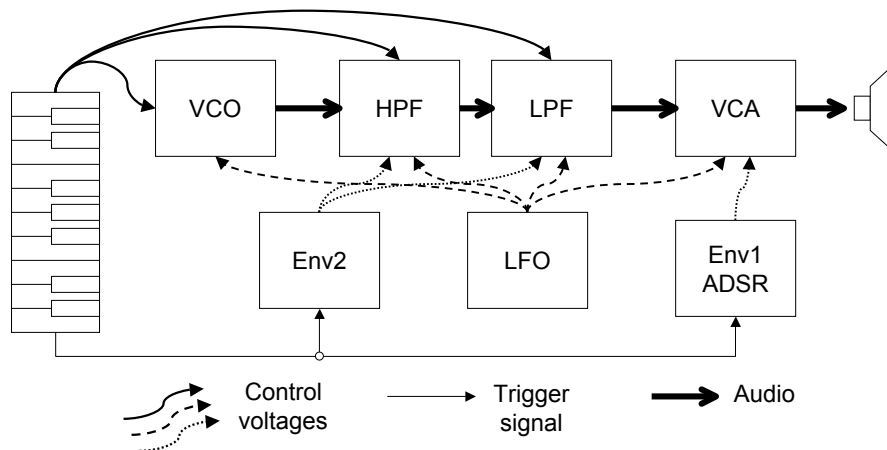 VCO
HPF
LPF
VCA
Env2
LFO
Env1
ADSR
Control
voltages
Trigger
signal
Audio